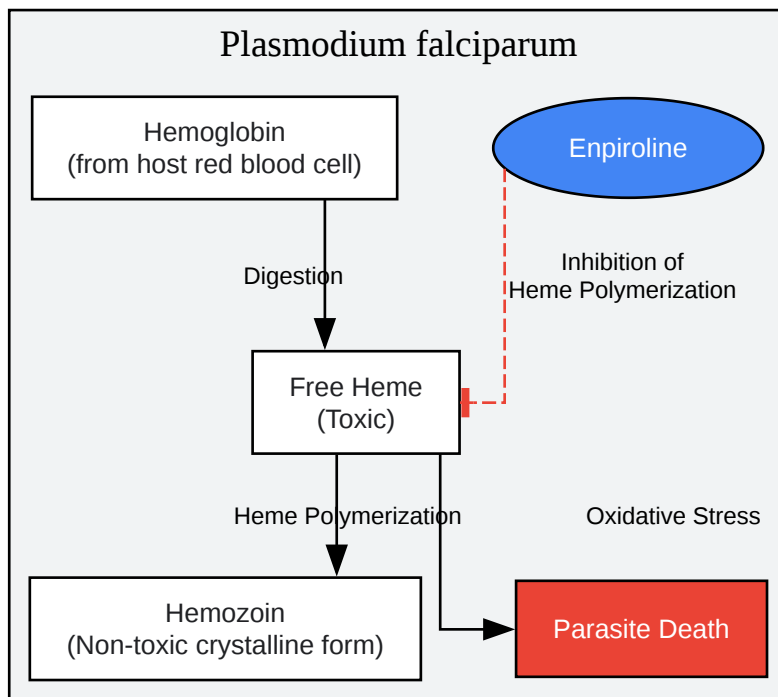 Plasmodium falciparum
Hemoglobin
(from host red blood cell)
Enpiroline
Digestion
Inhibition of
Heme Polymerization
Free Heme
(Toxic)
Heme Polymerization
Oxidative Stress
Hemozoin
(Non-toxic crystalline form)
Parasite Death